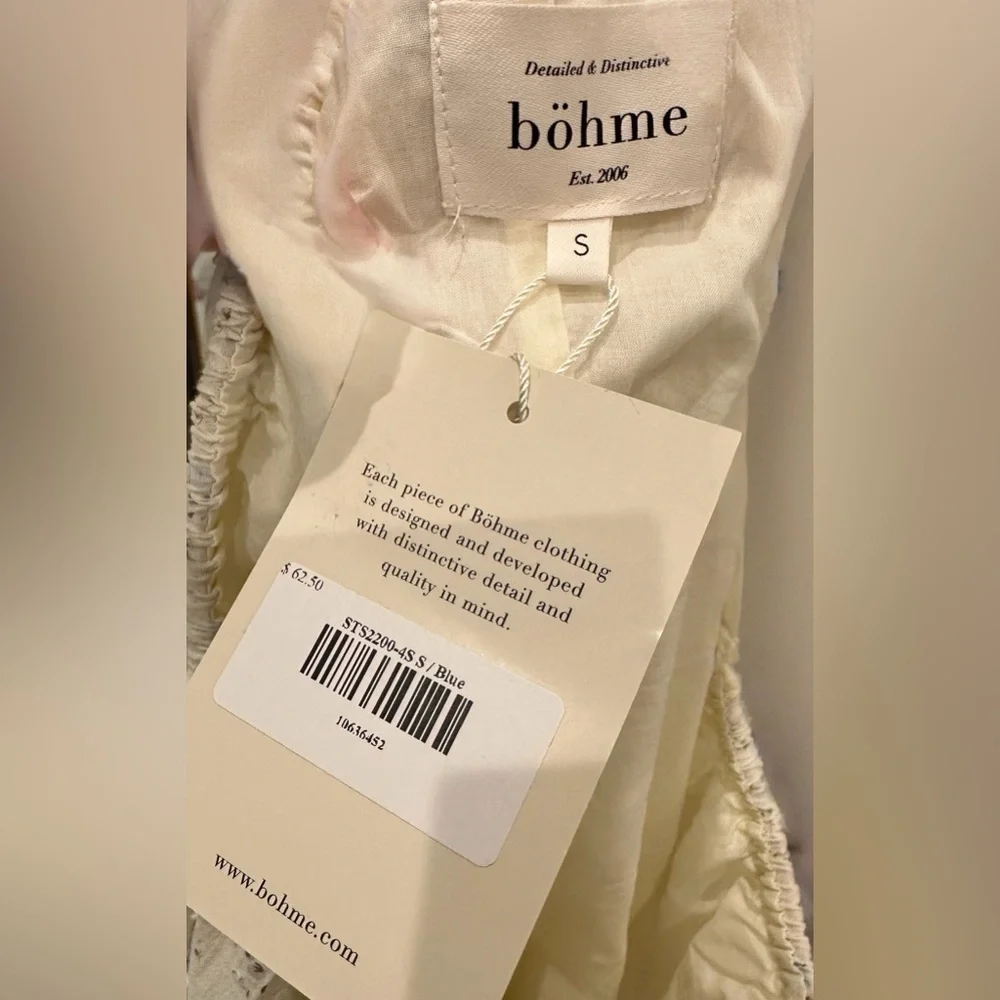 Detailed & Distinctive
böhme
Est. 2006
S
Each piece of Böhme clothing
is designed and developed
with distinctive detail and
quality in mind.
$ 62.50
STS2200-4S S / Blue
10636452
www.bohme.com